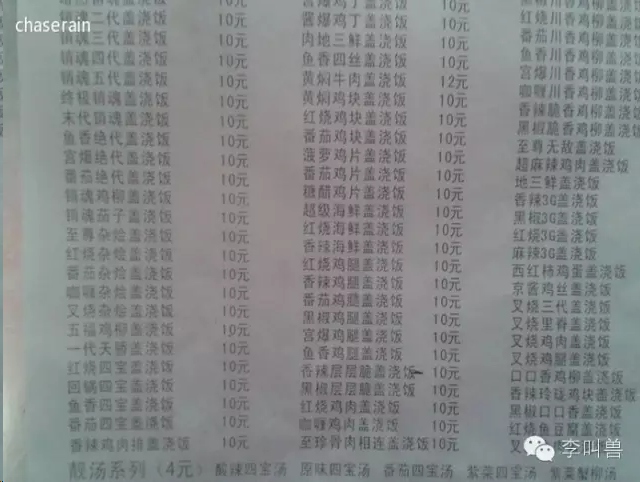 chaserain
销魂二代盖浇饭 10元
销魂三代盖浇饭 10元
销魂四代盖浇饭 10元
销魂五代盖浇饭 10元
终极销魂盖浇饭 10元
末代销魂盖浇饭 10元
鱼香绝代盖浇饭 10元
宫爆绝代盖浇饭 10元
番茄绝代盖浇饭 10元
销魂鸡柳盖浇饭 10元
销魂茄子盖浇饭 10元
至尊杂烩盖浇饭 10元
红烧杂烩盖浇饭 10元
番茄杂烩盖浇饭 10元
咖喱杂烩盖浇饭 10元
叉烧杂烩盖浇饭 10元
五福鸡柳盖浇饭 10元
一代天骄盖浇饭 10元
红烧四宝盖浇饭 10元
回锅四宝盖浇饭 10元
鱼香四宝盖浇饭 10元
番茄四宝盖浇饭 10元
香辣鸡肉排盖浇饭 10元
宫爆鸡丁盖浇饭 10元
酱爆鸡丁盖浇饭 10元
肉地三鲜盖浇饭 10元
鱼香四丝盖浇饭 10元
黄焖牛肉盖浇饭 12元
黄焖鸡块盖浇饭 10元
红烧鸡块盖浇饭 10元
番茄鸡块盖浇饭 10元
菠萝鸡片盖浇饭 10元
番茄鸡片盖浇饭 10元
糖醋鸡片盖浇饭 10元
超级海鲜盖浇饭 10元
红烧海鲜盖浇饭 10元
香辣海鲜盖浇饭 10元
红烧鸡腿盖浇饭 10元
香辣鸡腿盖浇饭 10元
番茄鸡腿盖浇饭 10元
黑椒鸡腿盖浇饭 10元
宫爆鸡腿盖浇饭 10元
鱼香鸡腿盖浇饭 10元
香辣层层脆盖浇饭 10元
黑椒层层脆盖浇饭 10元
红烧鸡肉盖浇饭 10元
咖喱鸡肉盖浇饭 10元
至珍骨肉相连盖浇饭10元
红烧川香鸡柳盖浇
番茄川香鸡柳盖浇
宫爆川香鸡柳盖浇
咖喱川香鸡柳盖浇
香辣脆香鸡柳盖浇
黑椒脆香鸡柳盖浇
至尊无敌盖浇饭
超麻辣鸡肉盖浇饭
地三鲜盖浇饭
香辣3G盖浇饭
黑椒3G盖浇饭
红烧3G盖浇饭
麻辣3G盖浇饭
西红柿鸡蛋盖浇饭
京酱鸡丝盖浇饭
叉烧三代盖浇饭
叉烧里脊盖浇饭
叉烧鸡肉盖浇饭
叉烧鸡腿盖浇饭
口口香鸡柳盖浇饭
香辣玲珑鸡块盖浇饭
黑椒口口香盖浇饭
红烧鱼豆腐盖浇饭
靓汤系列（4元） 酸辣四宝汤 原味四宝汤 番茄四宝汤 紫菜四宝汤 紫菜蟹柳汤
李叫兽